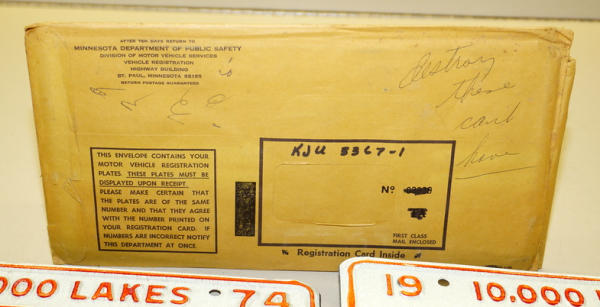 AFTER TEN DAYS RETURN TO
MINNESOTA DEPARTMENT OF PUBLIC SAFETY
DIVISION OF MOTOR VEHICLE SERVICES
VEHICLE REGISTRATION
HIGHWAY BUILDING
ST. PAUL, MINNESOTA 55155
RETURN POSTAGE GUARANTEED
destroy
these
cant
have
THIS ENVELOPE CONTAINS YOUR
MOTOR VEHICLE REGISTRATION
PLATES. THESE PLATES MUST BE
DISPLAYED UPON RECEIPT.
PLEASE MAKE CERTAIN THAT
THE PLATES ARE OF THE SAME
NUMBER AND THAT THEY AGREE
WITH THE NUMBER PRINTED ON
YOUR REGISTRATION CARD. IF
NUMBERS ARE INCORRECT NOTIFY
THIS DEPARTMENT AT ONCE.
KJU 3367-1
No
FIRST CLASS
MAIL ENCLOSED
Registration Card Inside
000 LAKES 74
19 10.000